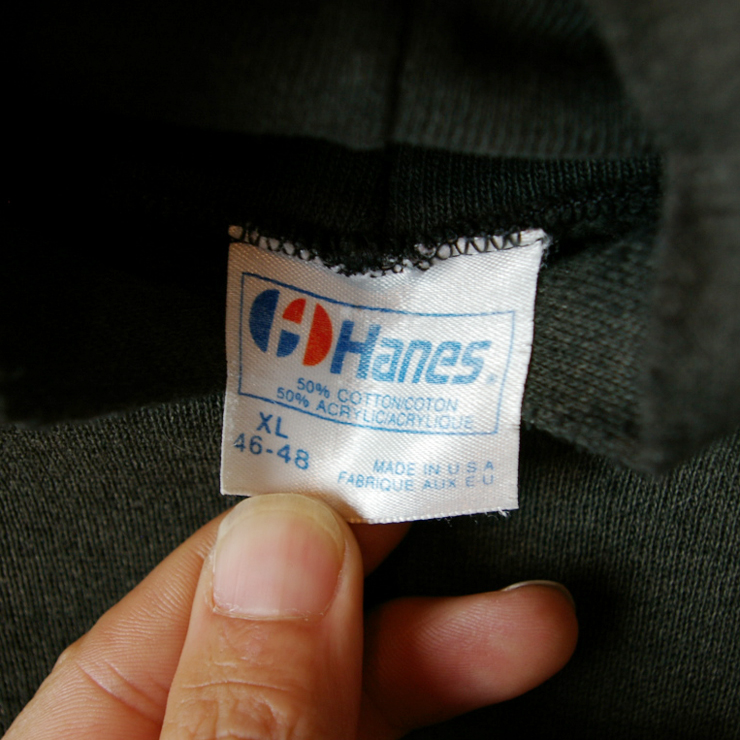 Hanes®
50% COTTON/COTON
50% ACRYLIC/ACRYLIQUE
XL
46-48
MADE IN U S A
FABRIQUE AUX E U